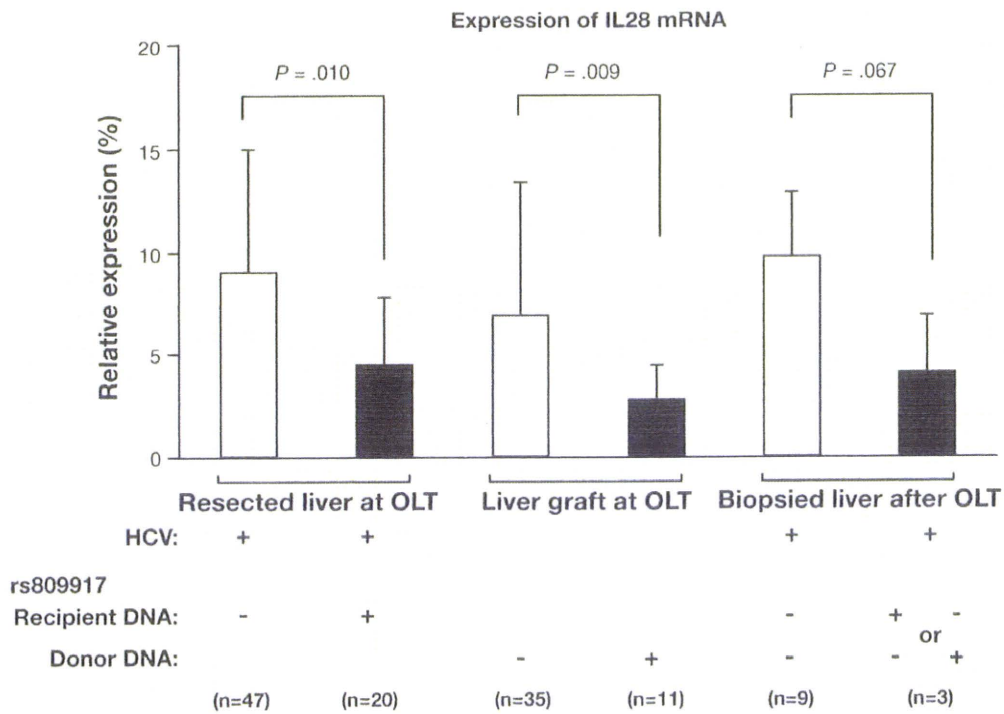 Expression of IL28 mRNA
20
P = .010
P = .009
P = .067
15
10
5
0
Relative expression (%)
Resected liver at OLT
Liver graft at OLT
Biopsied liver after OLT
HCV: + + + +
rs809917
Recipient DNA: - + - + -
or
Donor DNA: - + - - +
(n=47) (n=20) (n=35) (n=11) (n=9) (n=3)